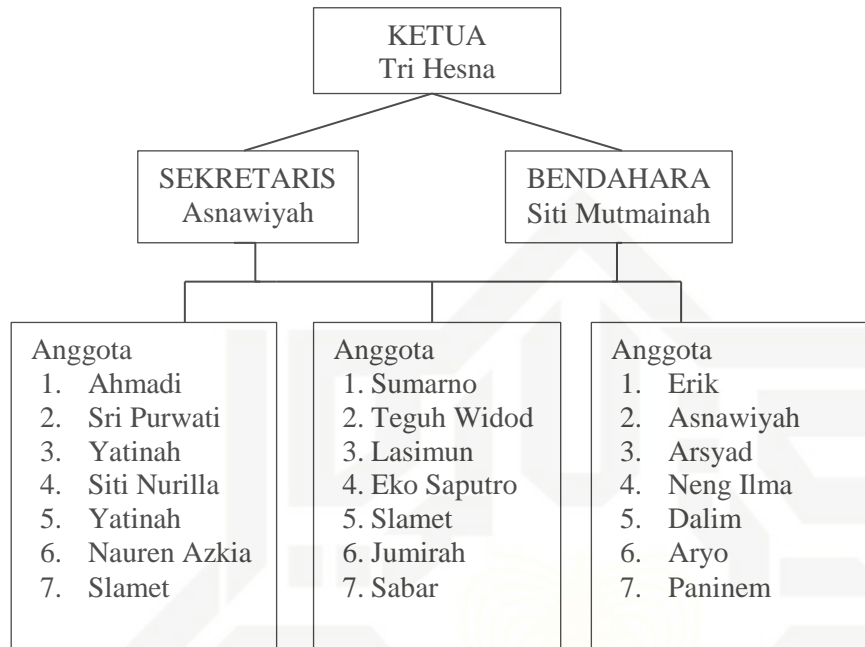 KETUA
Tri Hesna
SEKRETARIS
Asnawiyah
BENDAHARA
Siti Mutmainah
Anggota
1. Ahmadi
2. Sri Purwati
3. Yatinah
4. Siti Nurilla
5. Yatinah
6. Nauren Azkia
7. Slamet
Anggota
1. Sumarno
2. Teguh Widod
3. Lasimun
4. Eko Saputro
5. Slamet
6. Jumirah
7. Sabar
Anggota
1. Erik
2. Asnawiyah
3. Arsyad
4. Neng Ilma
5. Dalim
6. Aryo
7. Paninem